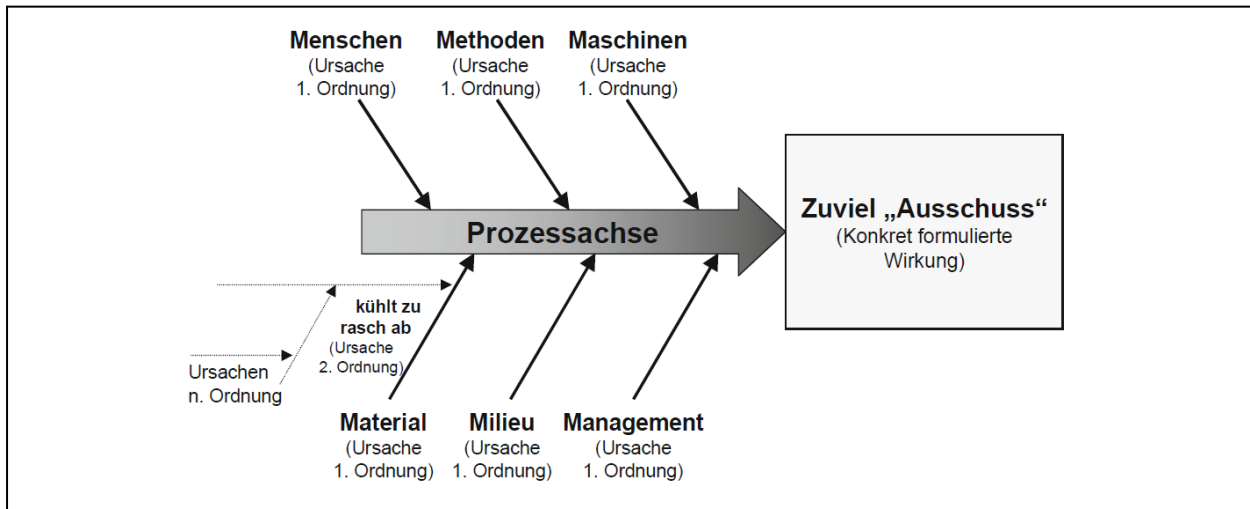 Menschen
(Ursache
1. Ordnung)
Methoden
(Ursache
1. Ordnung)
Maschinen
(Ursache
1. Ordnung)
Prozessachse
Zuviel „Ausschuss“
(Konkret formulierte
Wirkung)
kühlt zu
rasch ab
(Ursache
2. Ordnung)
Ursachen
n. Ordnung
Material
(Ursache
1. Ordnung)
Milieu
(Ursache
1. Ordnung)
Management
(Ursache
1. Ordnung)